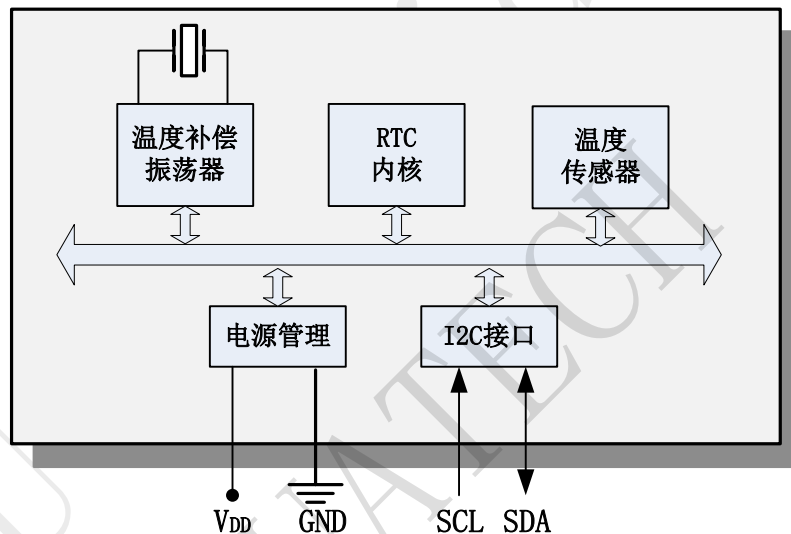 温度补偿
振荡器
RTC
内核
温度
传感器
电源管理
I2C接口
VDD
GND
SCL
SDA